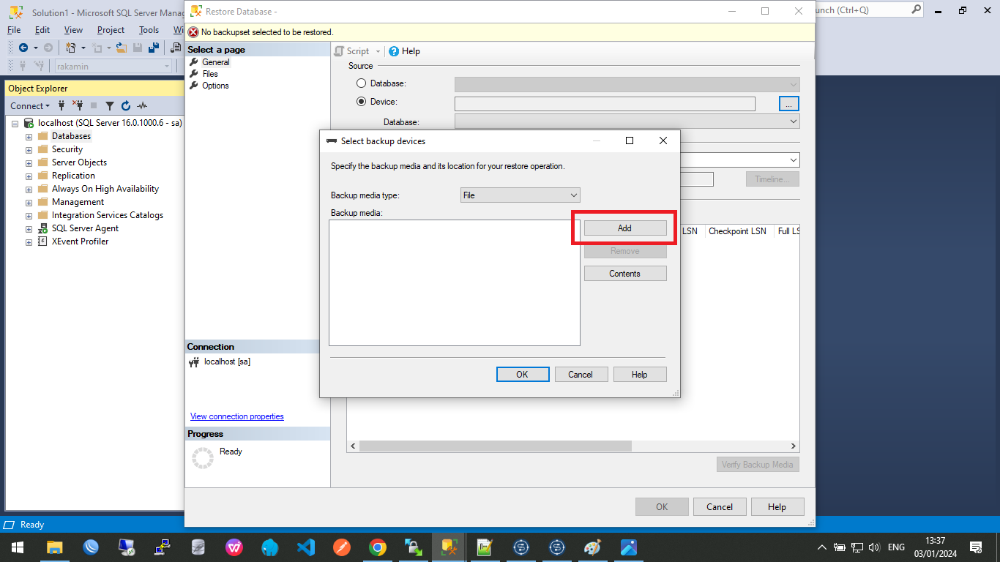 Solution1 - Microsoft SQL Server Manag
unch (Ctrl+Q)
File Edit View Project Tools Wi
rakamin
Object Explorer
Connect
localhost (SQL Server 16.0.1000.6 - sa)
Databases
Security
Server Objects
Replication
Always On High Availability
Management
Integration Services Catalogs
SQL Server Agent
XEvent Profiler
Restore Database -
No backupset selected to be restored.
Select a page
General
Files
Options
Connection
localhost [sa]
View connection properties
Progress
Ready
Script Help
Source
Database:
Device:
...
Database:
Timeline...
LSN Checkpoint LSN Full LS
Verify Backup Media
OK Cancel Help
Select backup devices
Specify the backup media and its location for your restore operation.
Backup media type: File
Backup media:
Add
Remove
Contents
OK Cancel Help
Ready
ENG
13:37
03/01/2024